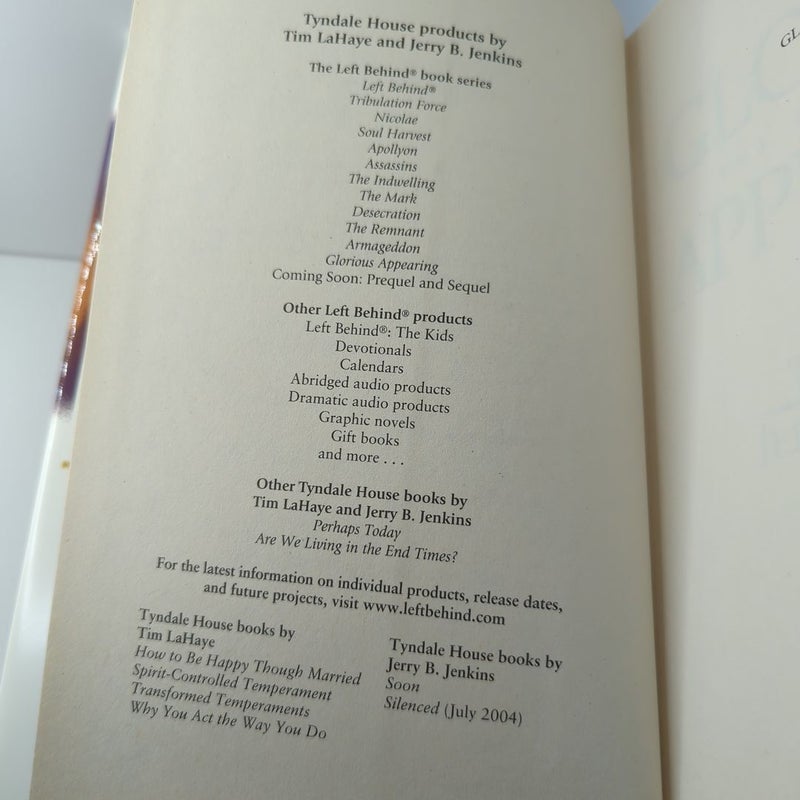 Tyndale House products by
Tim LaHaye and Jerry B. Jenkins
The Left Behind® book series
Left Behind®
Tribulation Force
Nicolae
Soul Harvest
Apollyon
Assassins
The Indwelling
The Mark
Desecration
The Remnant
Armageddon
Glorious Appearing
Coming Soon: Prequel and Sequel
Other Left Behind® products
Left Behind®: The Kids
Devotionals
Calendars
Abridged audio products
Dramatic audio products
Graphic novels
Gift books
and more . . .
Other Tyndale House books by
Tim LaHaye and Jerry B. Jenkins
Perhaps Today
Are We Living in the End Times?
For the latest information on individual products, release dates,
and future projects, visit www.leftbehind.com
Tyndale House books by
Tim LaHaye
How to Be Happy Though Married
Spirit-Controlled Temperament
Transformed Temperaments
Why You Act the Way You Do
Tyndale House books by
Jerry B. Jenkins
Soon
Silenced (July 2004)